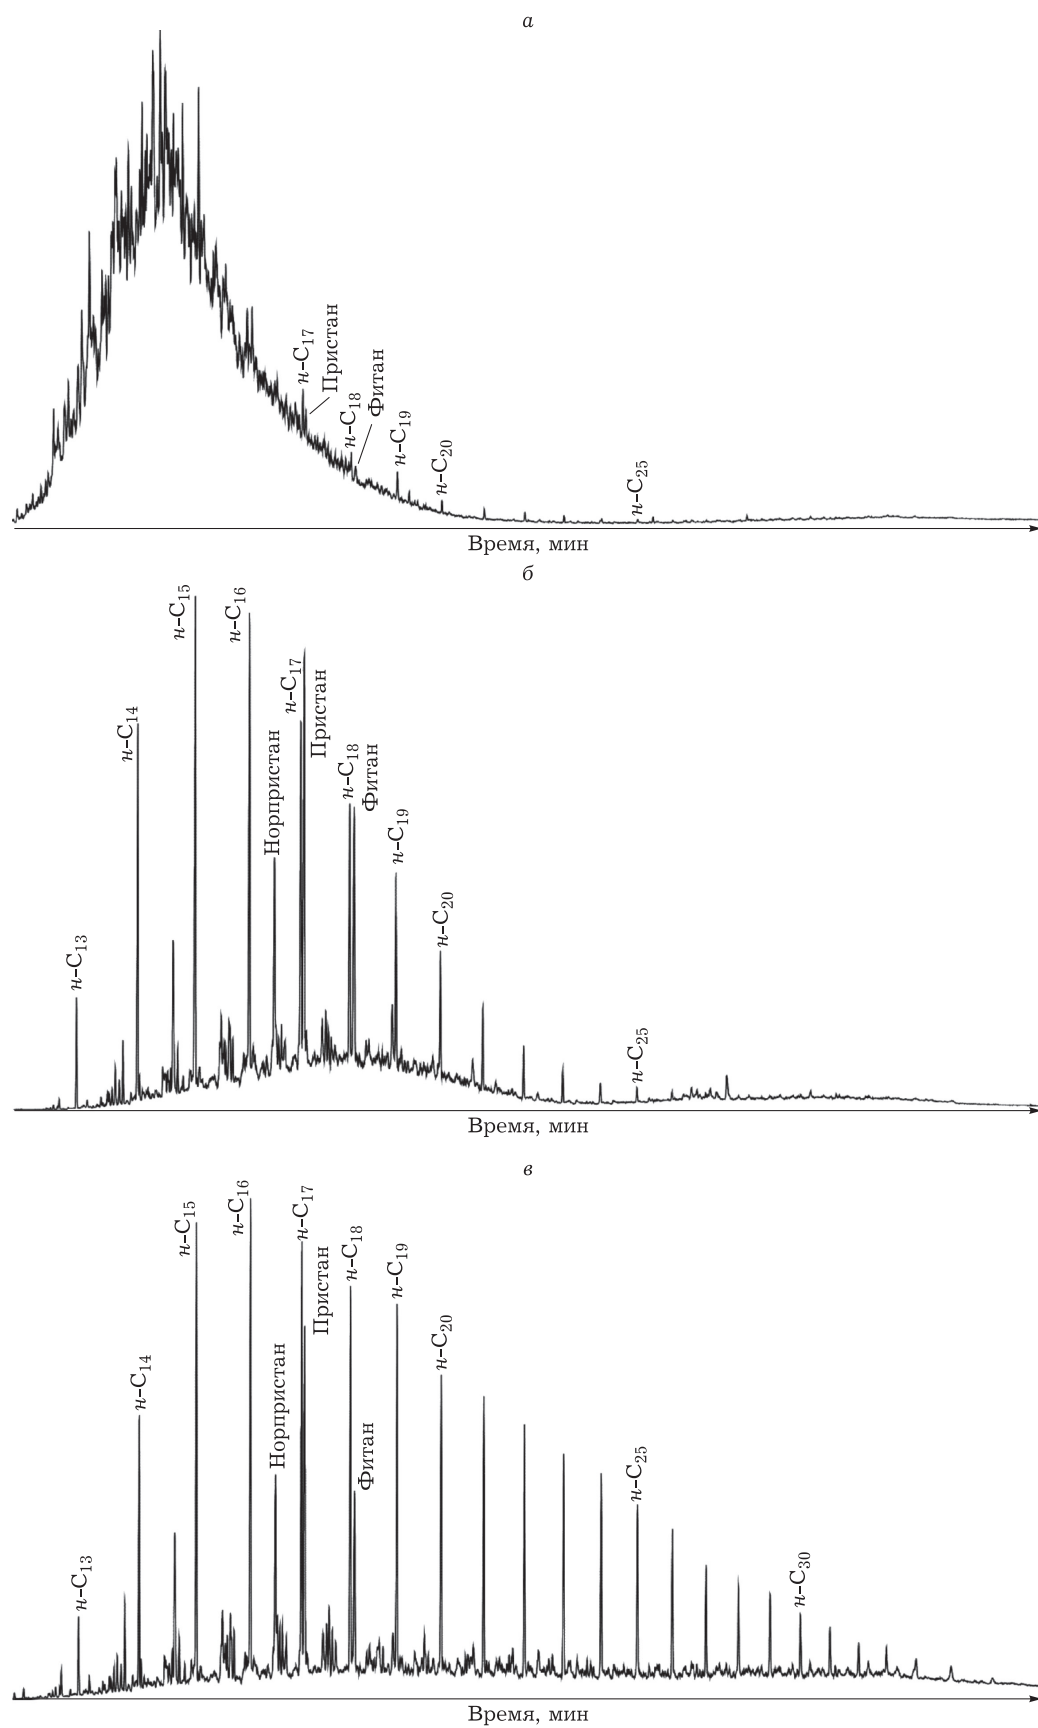 а
н-C17
Пристан
н-C18
Фитан
н-C19
н-C20
н-C25
Время, мин
б
н-C13
н-C14
н-C15
н-C16
Норпристан
н-C17
Пристан
н-C18
Фитан
н-C19
н-C20
н-C25
Время, мин
в
н-C13
н-C14
н-C15
н-C16
Норпристан
н-C17
Пристан
н-C18
Фитан
н-C19
н-C20
н-C25
н-C30
Время, мин